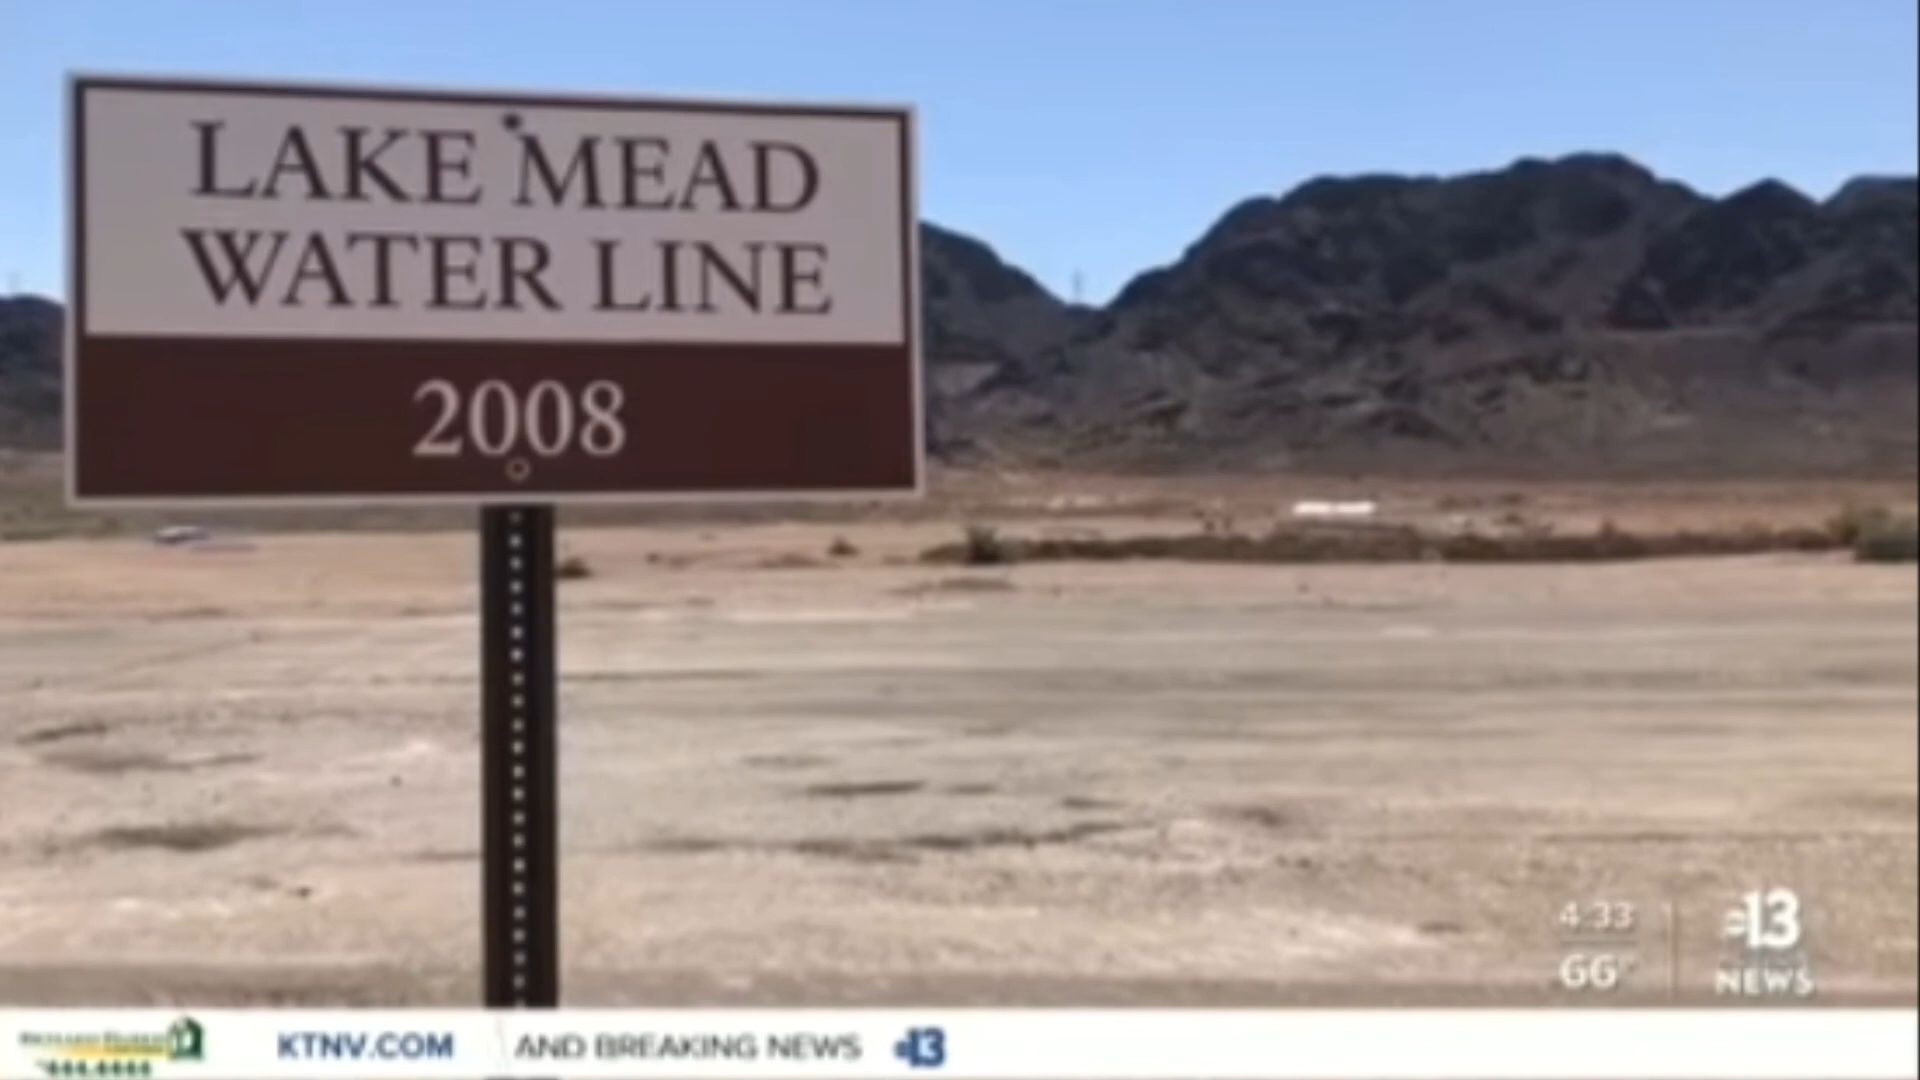 LAKE MEAD
WATER LINE
2008
4:33
66°
13
NEWS
KTNV.COM
AND BREAKING NEWS
13